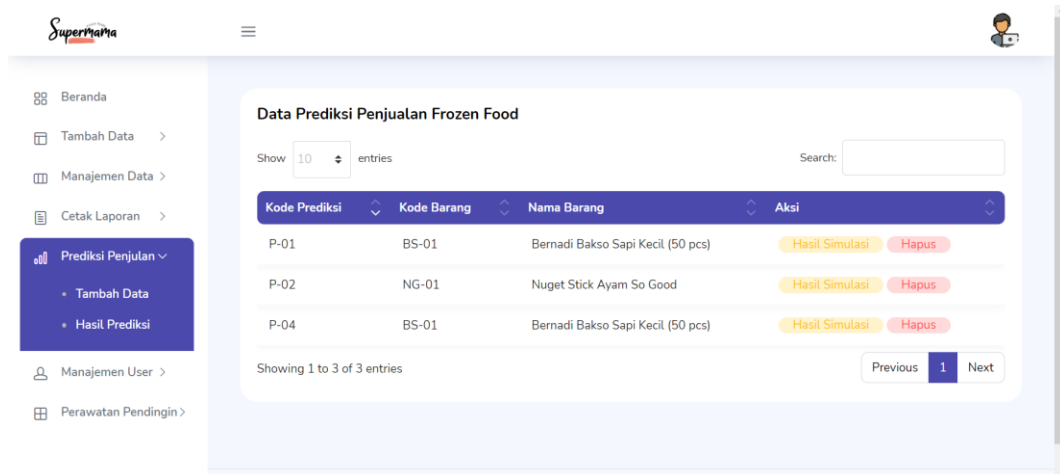 Supermama
Beranda
Tambah Data
Manajemen Data
Cetak Laporan
Prediksi Penjulan
Tambah Data
Hasil Prediksi
Manajemen User
Perawatan Pendingin
Data Prediksi Penjualan Frozen Food
Show 10 entries
Search:
Kode Prediksi Kode Barang Nama Barang Aksi
P-01 BS-01 Bernadi Bakso Sapi Kecil (50 pcs) Hasil Simulasi Hapus
P-02 NG-01 Nuget Stick Ayam So Good Hasil Simulasi Hapus
P-04 BS-01 Bernadi Bakso Sapi Kecil (50 pcs) Hasil Simulasi Hapus
Showing 1 to 3 of 3 entries
Previous 1 Next